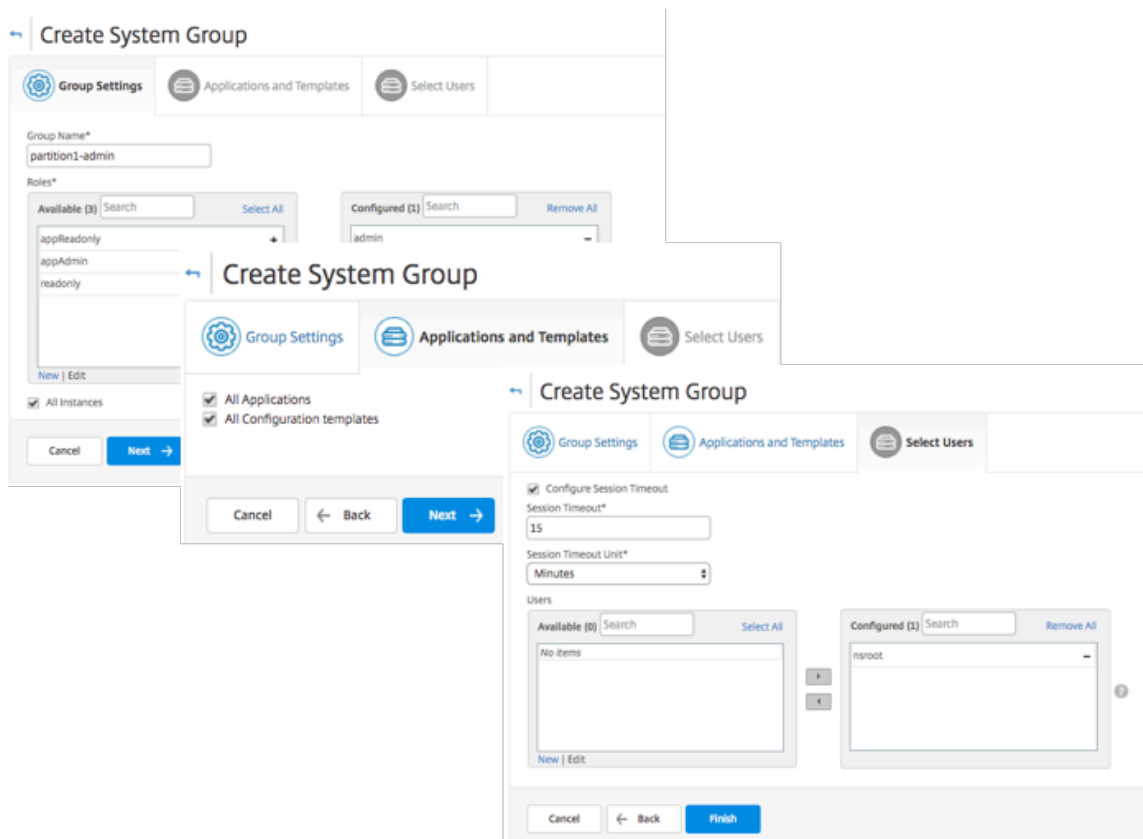 Create System Group
Group Settings
Applications and Templates
Select Users
Group Name*
partition1-admin
Roles*
Available (3) Search Select All
Configured (1) Search Remove All
appReadonly +
admin −
appAdmin
readonly
New | Edit
All Instances
Cancel
Next →
Create System Group
Group Settings
Applications and Templates
Select Users
All Applications
All Configuration templates
Cancel
← Back
Next →
Create System Group
Group Settings
Applications and Templates
Select Users
Configure Session Timeout
Session Timeout*
15
Session Timeout Unit*
Minutes
Users
Available (0) Search Select All
Configured (1) Search Remove All
No items
nsroot −
?
New | Edit
Cancel
← Back
Finish